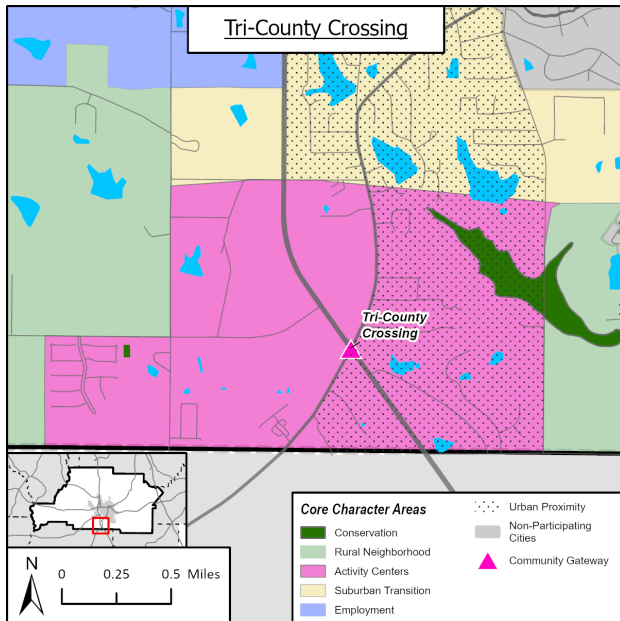 Tri-County Crossing
Tri-County
Crossing
N
0 0.25 0.5 Miles
Core Character Areas
Conservation
Rural Neighborhood
Activity Centers
Suburban Transition
Employment
Urban Proximity
Non-Participating
Cities
Community Gateway